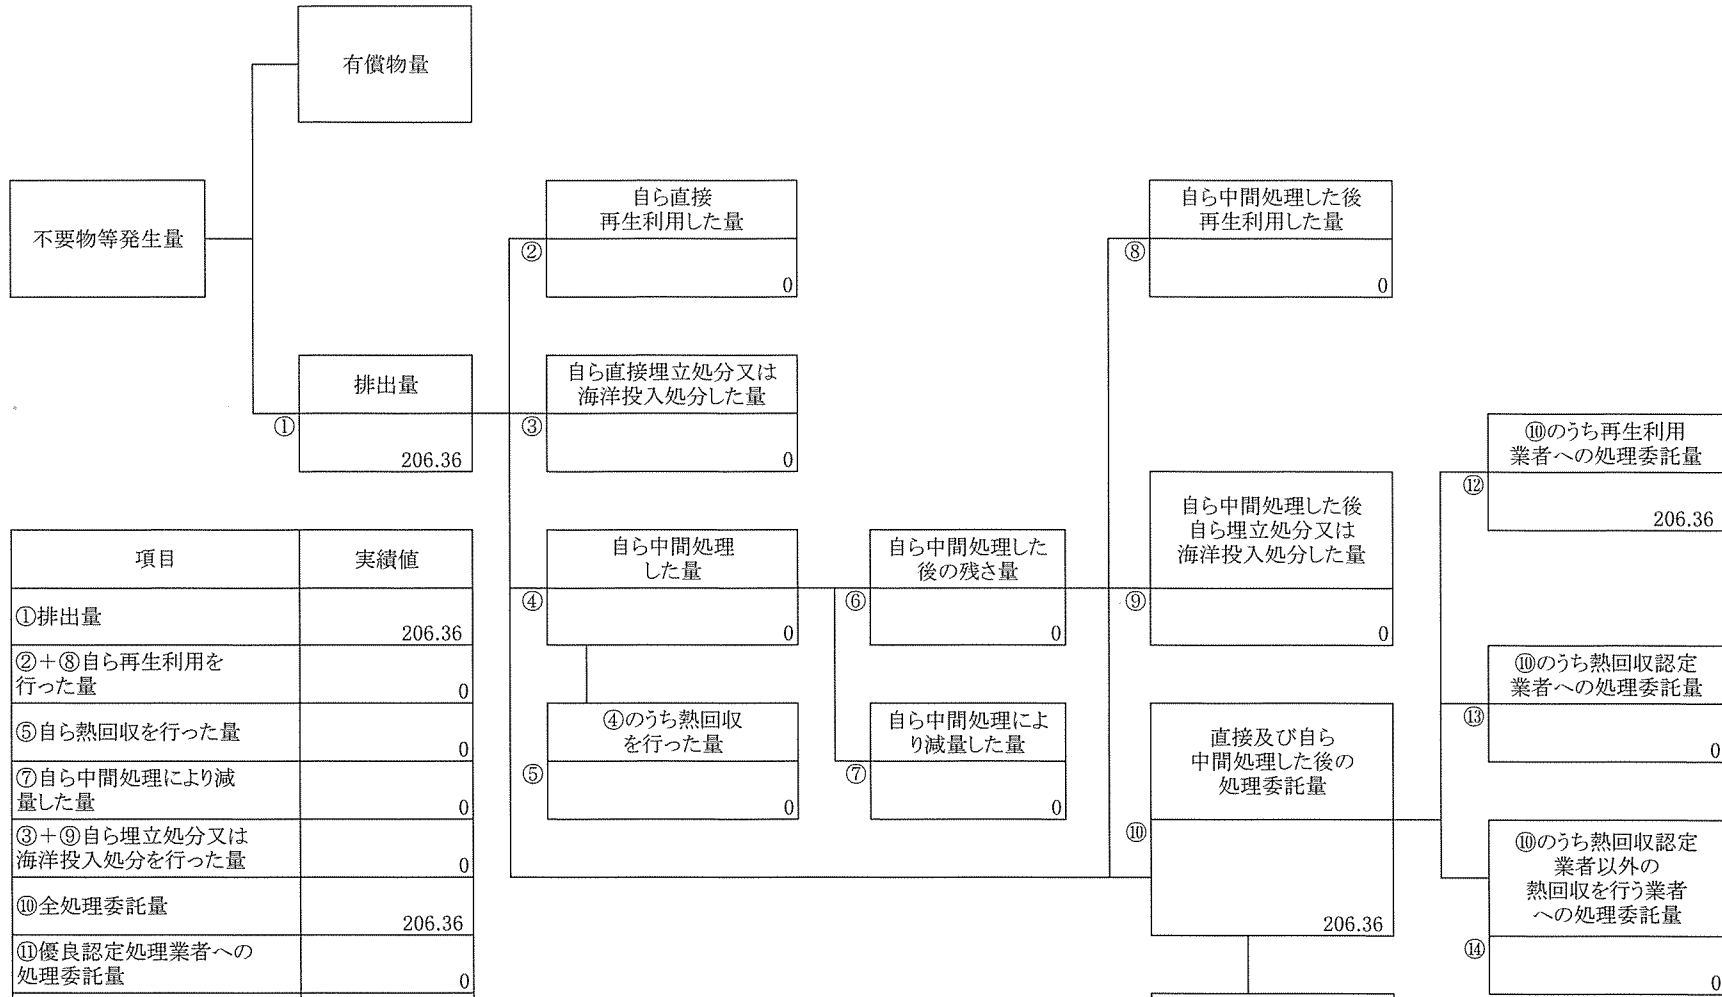 有償物量
不要物等発生量
自ら直接
再生利用した量
②
0
自ら中間処理した後
再生利用した量
⑧
0
排出量
①
206.36
自ら直接埋立処分又は
海洋投入処分した量
③
0
⑩のうち再生利用
業者への処理委託量
⑫
206.36
自ら中間処理
した量
④
0
自ら中間処理した
後の残さ量
⑥
0
自ら中間処理した後
自ら埋立処分又は
海洋投入処分した量
⑨
0
④のうち熱回収
を行った量
⑤
0
自ら中間処理によ
り減量した量
⑦
0
直接及び自ら
中間処理した後の
処理委託量
⑩
206.36
⑩のうち熱回収認定
業者への処理委託量
⑬
0
⑩のうち熱回収認定
業者以外の
熱回収を行う業者
への処理委託量
⑭
0
項目 実績値
①排出量
206.36
②+⑧自ら再生利用を
行った量
0
⑤自ら熱回収を行った量
0
⑦自ら中間処理により減
量した量
0
③+⑨自ら埋立処分又は
海洋投入処分を行った量
0
⑩全処理委託量
206.36
⑪優良認定処理業者への
処理委託量
0